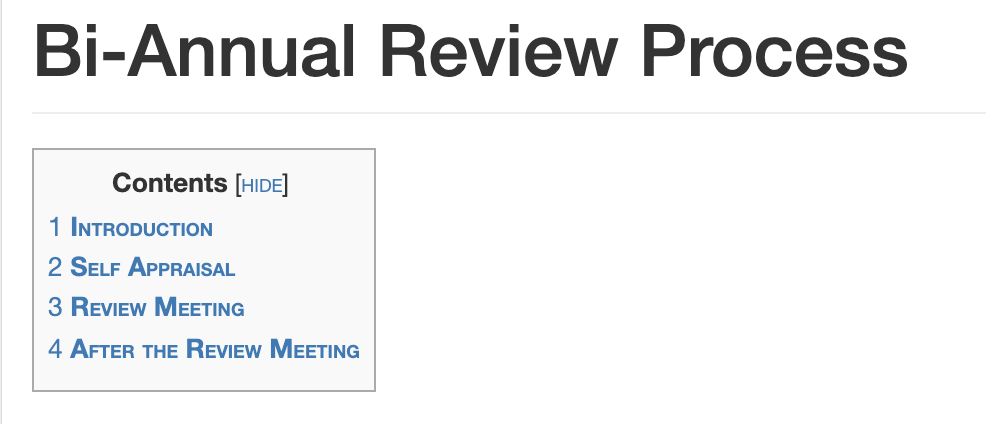 Bi-Annual Review Process
Contents [HIDE]
1 INTRODUCTION
2 SELF APPRAISAL
3 REVIEW MEETING
4 AFTER THE REVIEW MEETING